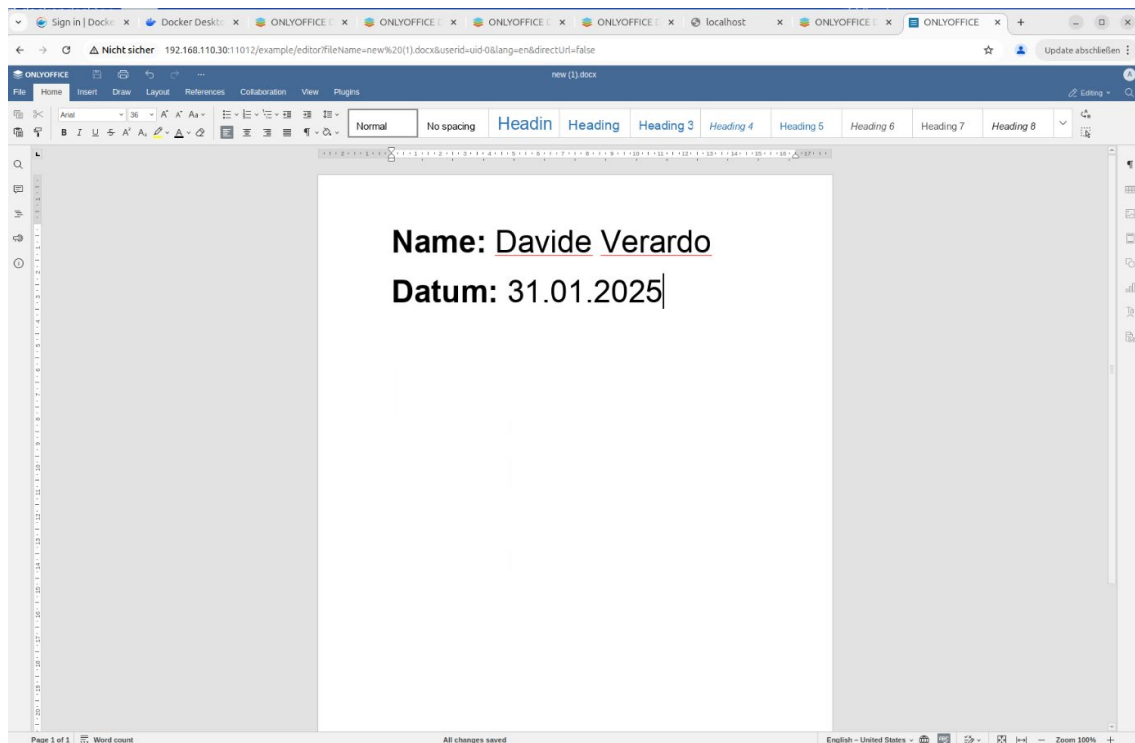 Sign in | Docke
Docker Deskto
ONLYOFFICE D
ONLYOFFICE D
ONLYOFFICE D
ONLYOFFICE D
localhost
ONLYOFFICE D
ONLYOFFICE
Nicht sicher 192.168.110.30:11012/example/editor?fileName=new%20(1).docx&userid=uid-0&lang=en&directUrl=false
Update abschließen
ONLYOFFICE
new (1).docx
A
File Home Insert Draw Layout References Collaboration View Plugins
Editing
Arial 36
Normal No spacing Headin Heading Heading 3 Heading 4 Heading 5 Heading 6 Heading 7 Heading 8
Name: Davide Verardo
Datum: 31.01.2025
Page 1 of 1 Word count All changes saved English – United States Zoom 100%